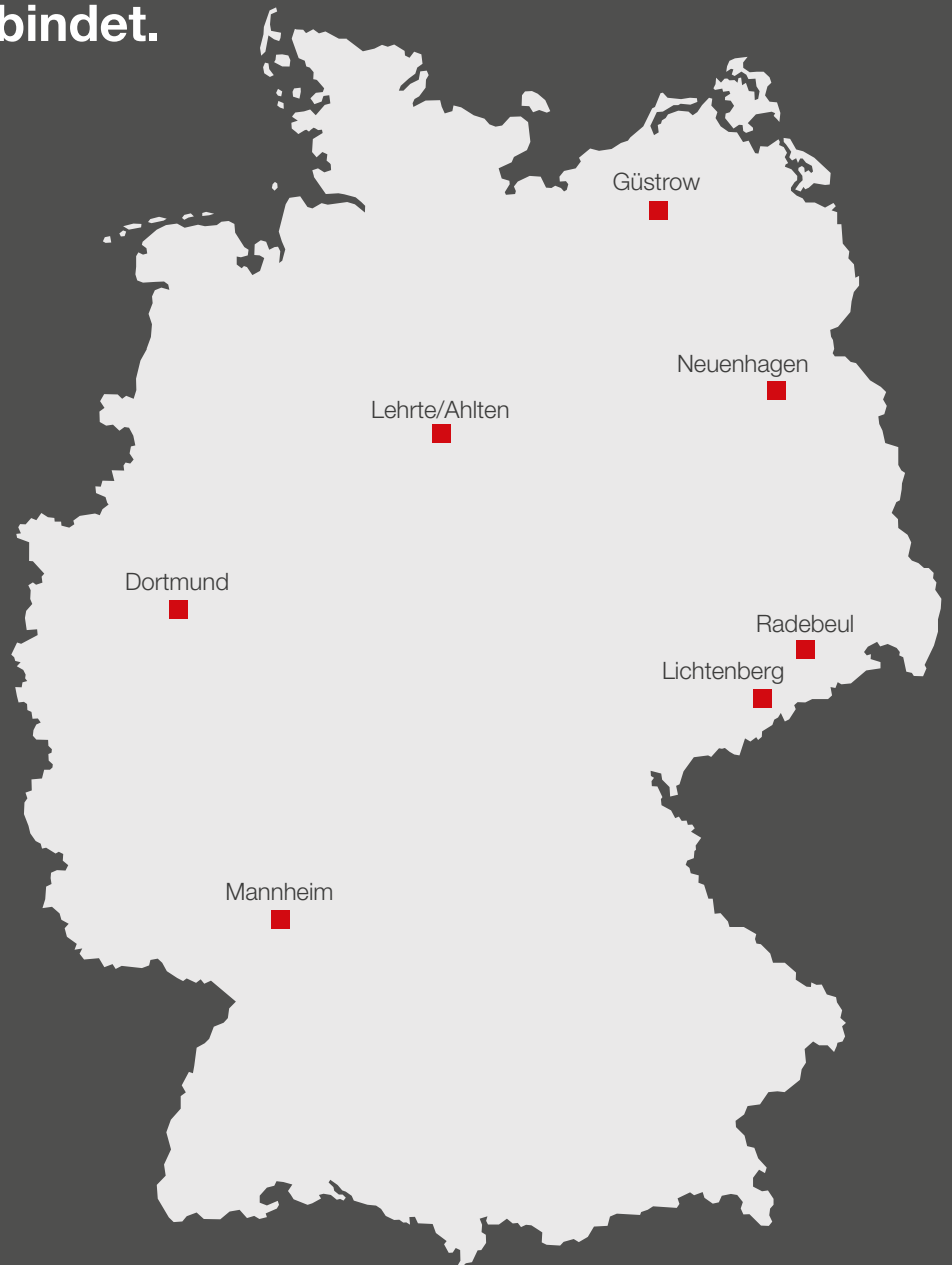 bindet.
Güstrow
Neuenhagen
Lehrte/Ahlten
Dortmund
Radebeul
Lichtenberg
Mannheim